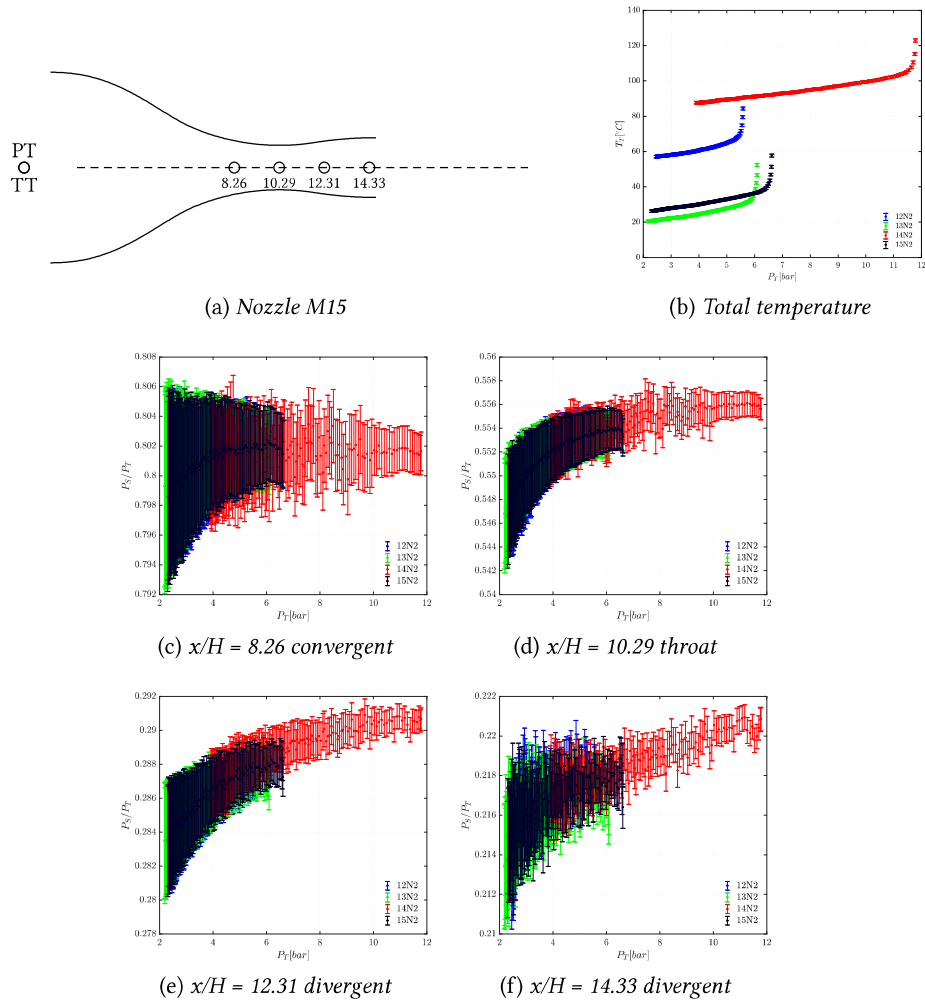 PT
TT
8.26 10.29 12.31 14.33
(a) Nozzle M15
140
120
100
80
60
40
20
0
T_T[°C]
2 3 4 5 6 7 8 9 10 11 12
P_T[bar]
12N2
13N2
14N2
15N2
(b) Total temperature
0.808
0.806
0.804
0.802
0.8
0.798
0.796
0.794
0.792
P_S/P_T
2 4 6 8 10 12
P_T[bar]
12N2
13N2
14N2
15N2
(c) x/H = 8.26 convergent
0.56
0.558
0.556
0.554
0.552
0.55
0.548
0.546
0.544
0.542
0.54
P_S/P_T
2 4 6 8 10 12
P_T[bar]
12N2
13N2
14N2
15N2
(d) x/H = 10.29 throat
0.292
0.29
0.288
0.286
0.284
0.282
0.28
0.278
P_S/P_T
2 4 6 8 10 12
P_T[bar]
12N2
13N2
14N2
15N2
(e) x/H = 12.31 divergent
0.222
0.22
0.218
0.216
0.214
0.212
0.21
P_S/P_T
2 4 6 8 10 12
P_T[bar]
12N2
13N2
14N2
15N2
(f) x/H = 14.33 divergent